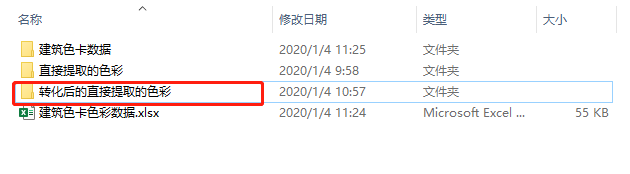 名称 修改日期 类型 大小
建筑色卡数据 2020/1/4 11:25 文件夹
直接提取的色彩 2020/1/4 9:58 文件夹
转化后的直接提取的色彩 2020/1/4 10:57 文件夹
建筑色卡色彩数据.xlsx 2020/1/4 11:24 Microsoft Excel ... 55 KB